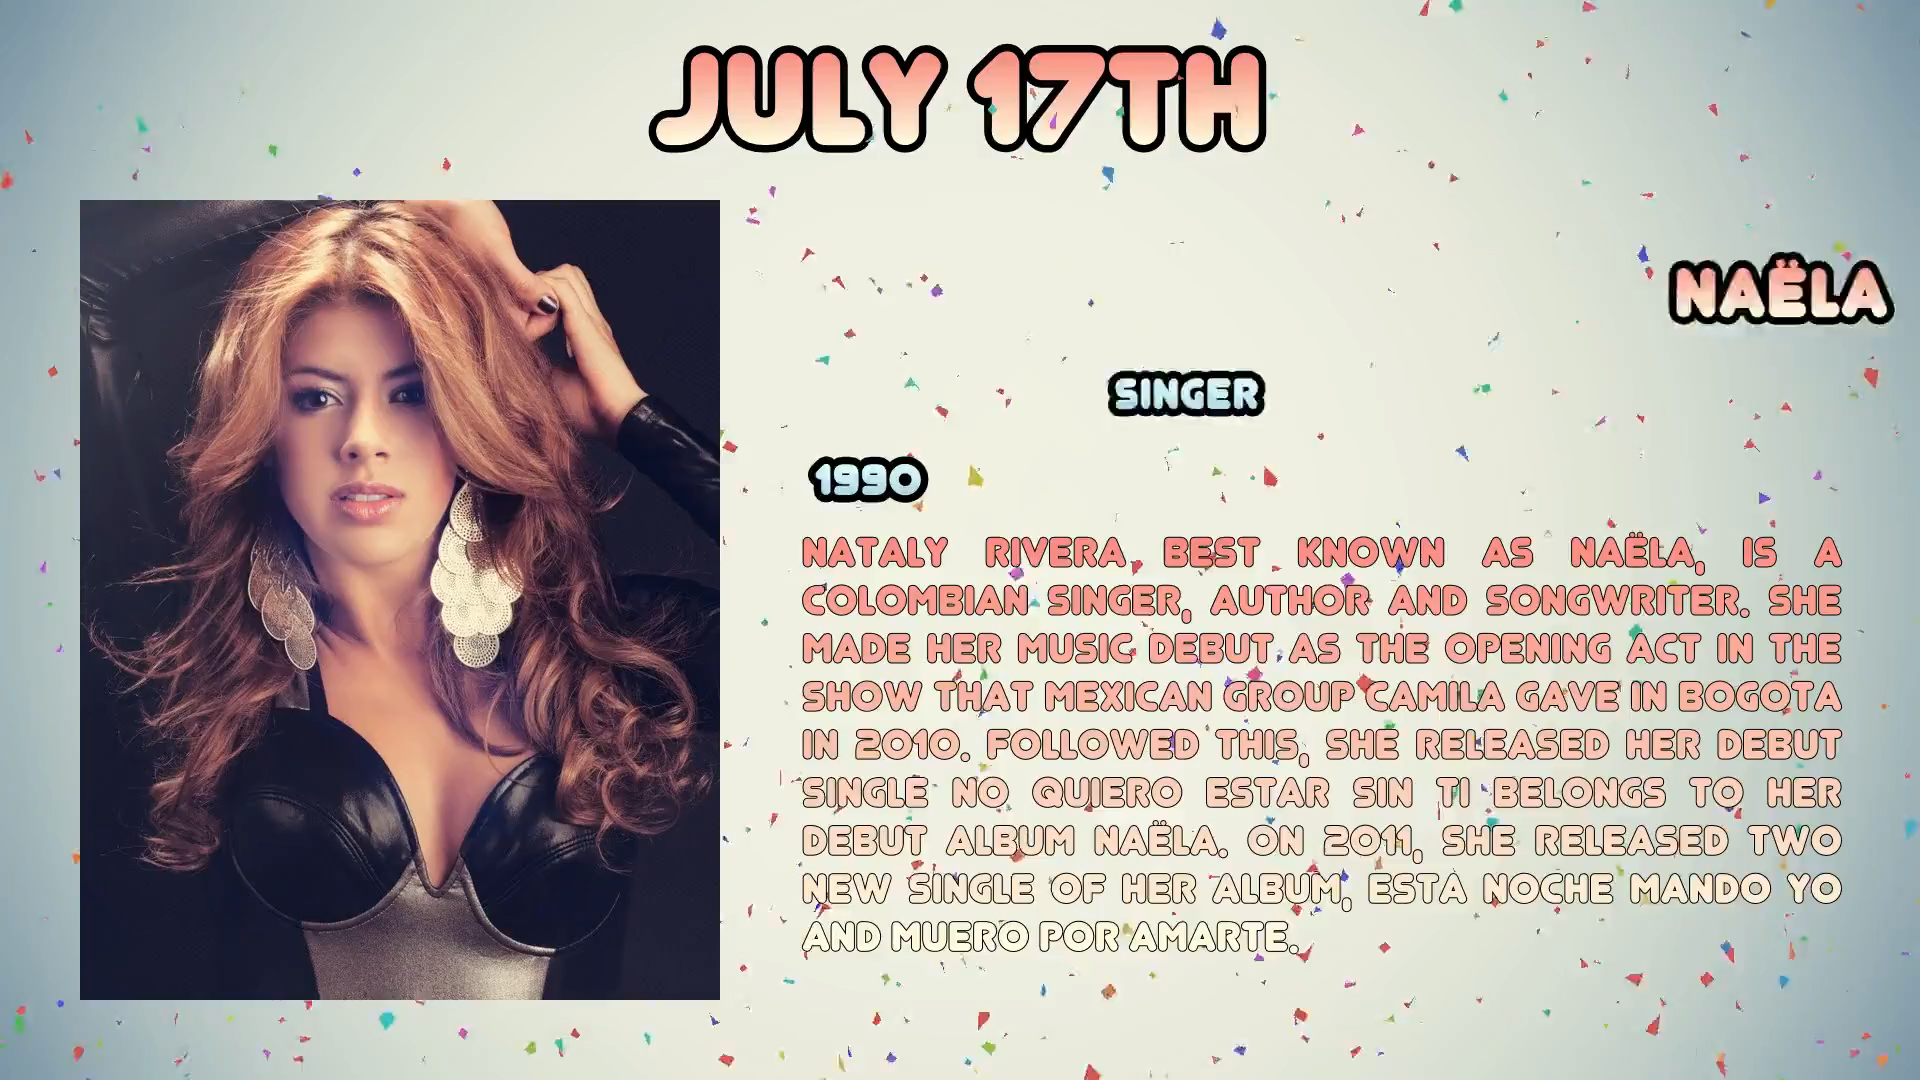 JULY 17TH
NAËLA
SINGER
1990
NATALY RIVERA BEST KNOWN AS NAËLA, IS A
COLOMBIAN SINGER, AUTHOR AND SONGWRITER. SHE
MADE HER MUSIC DEBUT AS THE OPENING ACT IN THE
SHOW THAT MEXICAN GROUP CAMILA GAVE IN BOGOTA
IN 2010. FOLLOWED THIS, SHE RELEASED HER DEBUT
SINGLE NO QUIERO ESTAR SIN TI BELONGS TO HER
DEBUT ALBUM NAËLA. ON 2011, SHE RELEASED TWO
NEW SINGLE OF HER ALBUM, ESTA NOCHE MANDO YO
AND MUERO POR AMARTE.